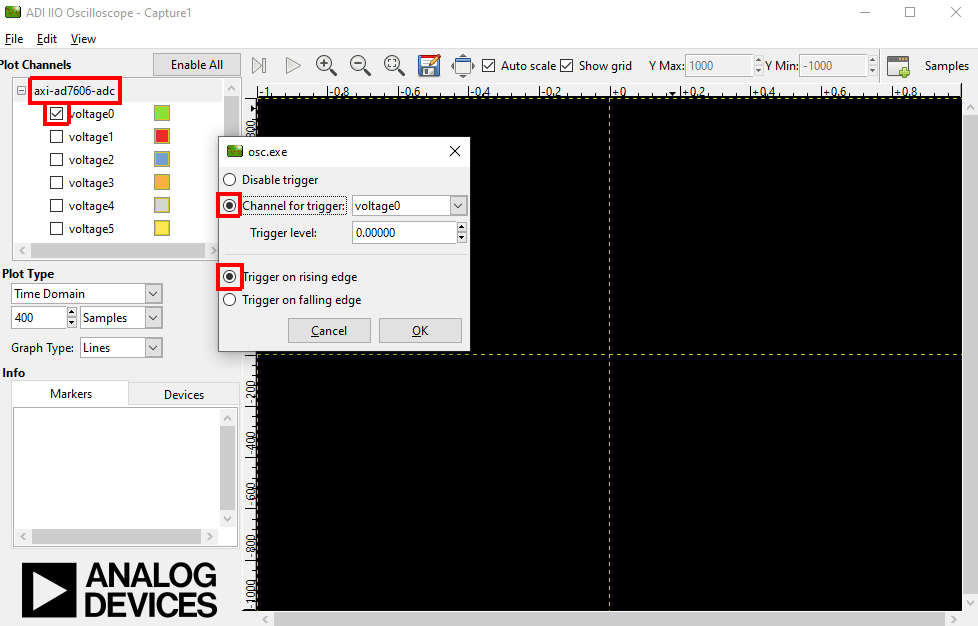 ADI IIO Oscilloscope - Capture1
File Edit View
Plot Channels
Enable All
Auto scale
Show grid
Y Max: 1000
Y Min: -1000
Samples
axi-ad7606-adc
voltage0
voltage1
voltage2
voltage3
voltage4
voltage5
Plot Type
Time Domain
400 Samples
Graph Type: Lines
Info
Markers Devices
ANALOG
DEVICES
osc.exe
Disable trigger
Channel for trigger: voltage0
Trigger level: 0.00000
Trigger on rising edge
Trigger on falling edge
Cancel OK
-1 -0.8 -0.6 -0.4 -0.2 +0 +0.2 +0.4 +0.6 +0.8
800
-200
-400
-600
-800
-1000